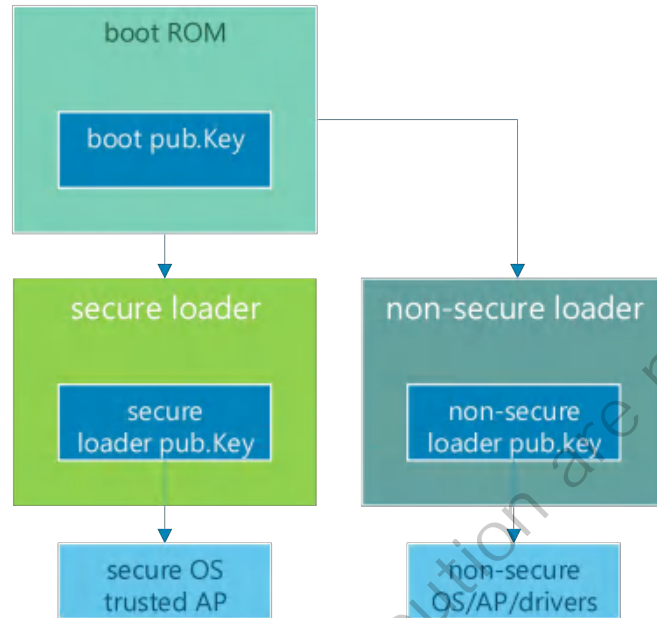 boot ROM
boot pub.Key
secure loader
non-secure loader
secure
loader pub.Key
non-secure
loader pub.key
secure OS
trusted AP
non-secure
OS/AP/drivers
are